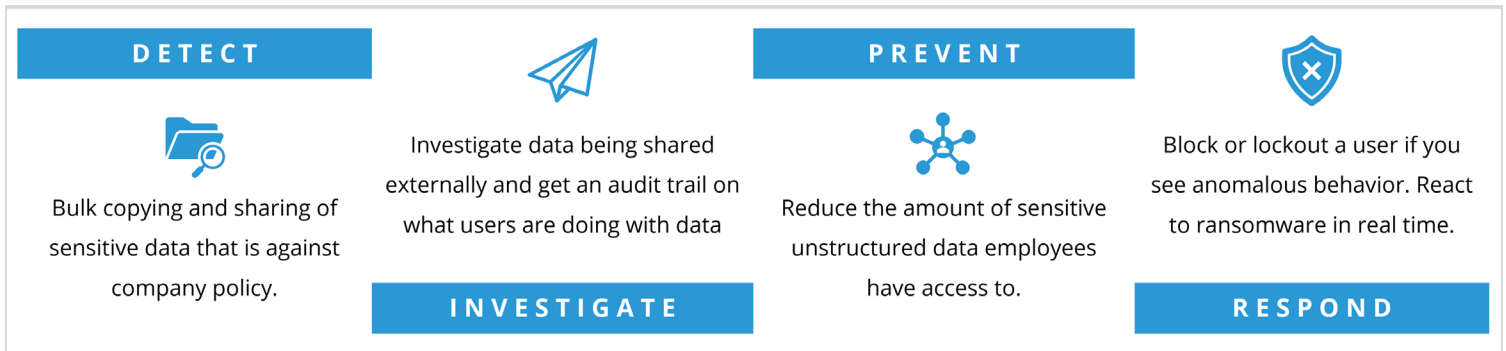 DETECT
Bulk copying and sharing of
sensitive data that is against
company policy.
Investigate data being shared
externally and get an audit trail on
what users are doing with data
INVESTIGATE
PREVENT
Reduce the amount of sensitive
unstructured data employees
have access to.
Block or lockout a user if you
see anomalous behavior. React
to ransomware in real time.
RESPOND